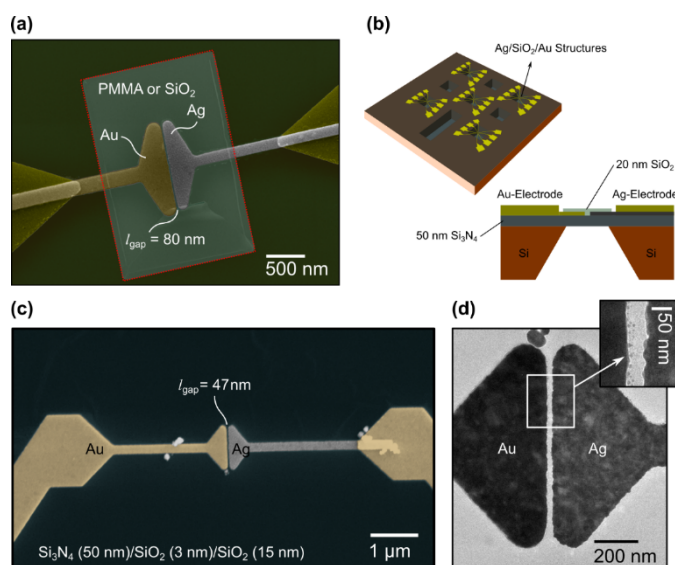 (a)
PMMA or SiO₂
Ag
Au
lgap = 80 nm
500 nm
(b)
Ag/SiO₂/Au Structures
20 nm SiO₂
Au-Electrode
Ag-Electrode
50 nm Si₃N₄
Si
Si
(c)
lgap = 47nm
Au
Ag
Si₃N₄ (50 nm)/SiO₂ (3 nm)/SiO₂ (15 nm)
1 µm
(d)
50 nm
Au
Ag
200 nm